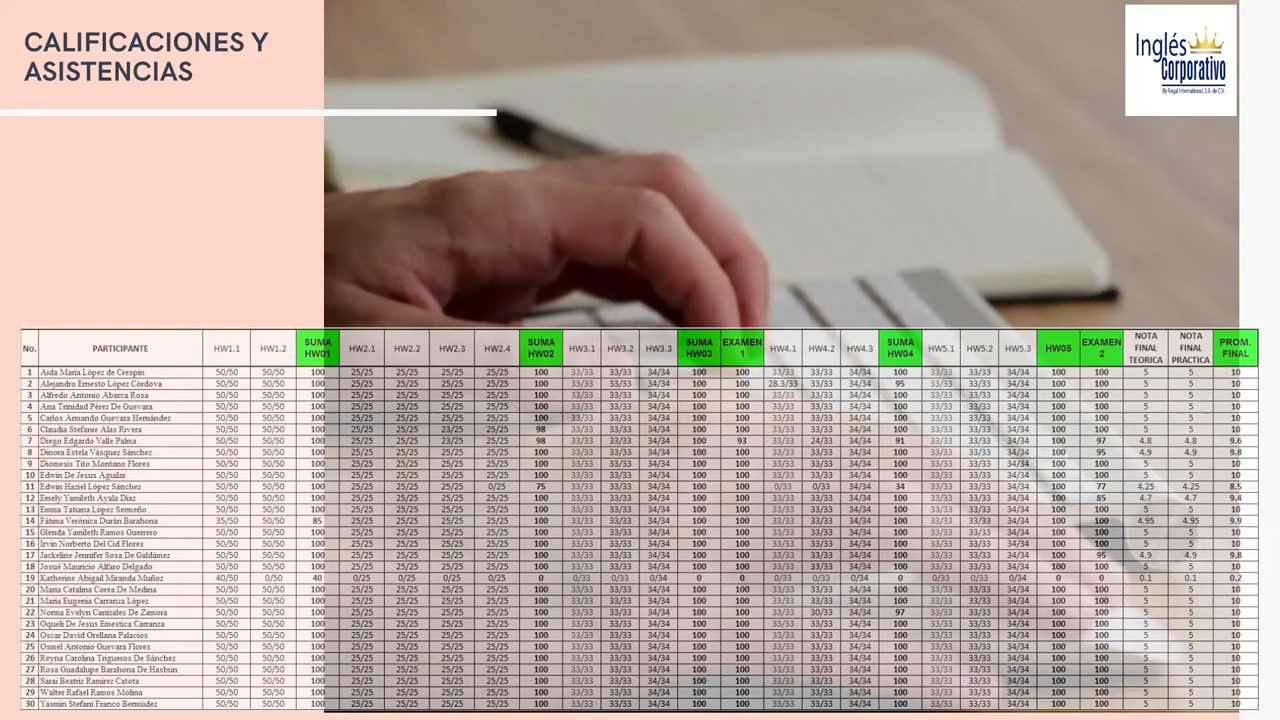 CALIFICACIONES Y
ASISTENCIAS
Inglés
Corporativo
By Regal International, S.A. de C.V.
No. PARTICIPANTE HW1.1 HW1.2 SUMA HW01 HW2.1 HW2.2 HW2.3 HW2.4 SUMA HW02 HW3.1 HW3.2 HW3.3 SUMA HW03 EXAMEN 1 HW4.1 HW4.2 HW4.3 SUMA HW04 HW5.1 HW5.2 HW5.3 HW05 EXAMEN 2 NOTA FINAL TEORICA NOTA FINAL PRACTICA PROM. FINAL
1 Aida Maria López de Crespin 50/50 50/50 100 25/25 25/25 25/25 25/25 100 33/33 33/33 34/34 100 100 33/33 33/33 34/34 100 33/33 33/33 34/34 100 100 5 5 10
2 Alejandro Ernesto López Córdova 50/50 50/50 100 25/25 25/25 25/25 25/25 100 33/33 33/33 34/34 100 100 28.3/33 33/33 34/34 95 33/33 33/33 34/34 100 100 5 5 10
3 Alfredo Antonio Abarca Rosa 50/50 50/50 100 25/25 25/25 25/25 25/25 100 33/33 33/33 34/34 100 100 33/33 33/33 34/34 100 33/33 33/33 34/34 100 100 5 5 10
4 Ana Trinidad Pérez De Guevara 50/50 50/50 100 25/25 25/25 25/25 25/25 100 33/33 33/33 34/34 100 100 33/33 33/33 34/34 100 33/33 33/33 34/34 100 100 5 5 10
5 Carlos Armando Guevara Hernández 50/50 50/50 100 25/25 25/25 25/25 25/25 100 33/33 33/33 34/34 100 100 33/33 33/33 34/34 100 33/33 33/33 34/34 100 100 5 5 10
6 Claudia Stefanie Alas Rivera 50/50 50/50 100 25/25 25/25 23/25 25/25 98 33/33 33/33 34/34 100 100 33/33 33/33 34/34 100 33/33 33/33 34/34 100 100 5 5 10
7 Diego Edgardo Valle Palma 50/50 50/50 100 25/25 25/25 23/25 25/25 98 33/33 33/33 34/34 100 93 33/33 24/33 34/34 91 33/33 33/33 34/34 100 97 4.8 4.8 9.6
8 Dinora Estela Vásquez Sánchez 50/50 50/50 100 25/25 25/25 25/25 25/25 100 33/33 33/33 34/34 100 100 33/33 33/33 34/34 100 33/33 33/33 34/34 100 95 4.9 4.9 9.8
9 Diomesis Tito Montano Flores 50/50 50/50 100 25/25 25/25 25/25 25/25 100 33/33 33/33 34/34 100 100 33/33 33/33 34/34 100 33/33 33/33 34/34 100 100 5 5 10
10 Edwin De Jesus Aguilar 50/50 50/50 100 25/25 25/25 25/25 25/25 100 33/33 33/33 34/34 100 100 33/33 33/33 34/34 100 33/33 33/33 34/34 100 100 5 5 10
11 Edwin Haziel López Sánchez 50/50 50/50 100 25/25 25/25 25/25 0/25 75 33/33 33/33 34/34 100 100 0/33 0/33 34/34 34 33/33 33/33 34/34 100 77 4.25 4.25 8.5
12 Emely Yamileth Ayala Diaz 50/50 50/50 100 25/25 25/25 25/25 25/25 100 33/33 33/33 34/34 100 100 33/33 33/33 34/34 100 33/33 33/33 34/34 100 85 4.7 4.7 9.4
13 Emma Tatiana López Sermeño 50/50 50/50 100 25/25 25/25 25/25 25/25 100 33/33 33/33 34/34 100 100 33/33 33/33 34/34 100 33/33 33/33 34/34 100 100 5 5 10
14 Fátima Verónica Durán Barahona 35/50 50/50 85 25/25 25/25 25/25 25/25 100 33/33 33/33 34/34 100 100 33/33 33/33 34/34 100 33/33 33/33 34/34 100 100 4.95 4.95 9.9
15 Glenda Yamileth Ramos Guerrero 50/50 50/50 100 25/25 25/25 25/25 25/25 100 33/33 33/33 34/34 100 100 33/33 33/33 34/34 100 33/33 33/33 34/34 100 100 5 5 10
16 Irvin Norberto Del Cid Flores 50/50 50/50 100 25/25 25/25 25/25 25/25 100 33/33 33/33 34/34 100 100 33/33 33/33 34/34 100 33/33 33/33 34/34 100 100 5 5 10
17 Jackeline Jennifer Sosa De Galdámez 50/50 50/50 100 25/25 25/25 25/25 25/25 100 33/33 33/33 34/34 100 100 33/33 33/33 34/34 100 33/33 33/33 34/34 100 95 4.9 4.9 9.8
18 Josué Mauricio Alfaro Delgado 50/50 50/50 100 25/25 25/25 25/25 25/25 100 33/33 33/33 34/34 100 100 33/33 33/33 34/34 100 33/33 33/33 34/34 100 100 5 5 10
19 Katherine Abigail Miranda Muñoz 40/50 0/50 40 0/25 0/25 0/25 0/25 0 0/33 0/33 0/34 0 0 0/33 0/33 0/34 0 0/33 0/33 0/34 0 0 0.1 0.1 0.2
20 Maria Catalina Corea De Medina 50/50 50/50 100 25/25 25/25 25/25 25/25 100 33/33 33/33 34/34 100 100 33/33 33/33 34/34 100 33/33 33/33 34/34 100 100 5 5 10
21 Maria Eugenia Carranza López 50/50 50/50 100 25/25 25/25 25/25 25/25 100 33/33 33/33 34/34 100 100 33/33 33/33 34/34 100 33/33 33/33 34/34 100 100 5 5 10
22 Norma Evelyn Canizales De Zamora 50/50 50/50 100 25/25 25/25 25/25 25/25 100 33/33 33/33 34/34 100 100 33/33 30/33 34/34 97 33/33 33/33 34/34 100 100 5 5 10
23 Oqueli De Jesus Ernestica Carranza 50/50 50/50 100 25/25 25/25 25/25 25/25 100 33/33 33/33 34/34 100 100 33/33 33/33 34/34 100 33/33 33/33 34/34 100 100 5 5 10
24 Oscar David Orellana Palacios 50/50 50/50 100 25/25 25/25 25/25 25/25 100 33/33 33/33 34/34 100 100 33/33 33/33 34/34 100 33/33 33/33 34/34 100 100 5 5 10
25 Osmel Antonio Guevara Flores 50/50 50/50 100 25/25 25/25 25/25 25/25 100 33/33 33/33 34/34 100 100 33/33 33/33 34/34 100 33/33 33/33 34/34 100 100 5 5 10
26 Reyna Carolina Trigueros De Sánchez 50/50 50/50 100 25/25 25/25 25/25 25/25 100 33/33 33/33 34/34 100 100 33/33 33/33 34/34 100 33/33 33/33 34/34 100 100 5 5 10
27 Rosa Guadalupe Barahona De Hasbun 50/50 50/50 100 25/25 25/25 25/25 25/25 100 33/33 33/33 34/34 100 100 33/33 33/33 34/34 100 33/33 33/33 34/34 100 100 5 5 10
28 Sarai Beatriz Ramirez Catota 50/50 50/50 100 25/25 25/25 25/25 25/25 100 33/33 33/33 34/34 100 100 33/33 33/33 34/34 100 33/33 33/33 34/34 100 100 5 5 10
29 Walter Rafael Ramos Molina 50/50 50/50 100 25/25 25/25 25/25 25/25 100 33/33 33/33 34/34 100 100 33/33 33/33 34/34 100 33/33 33/33 34/34 100 100 5 5 10
30 Yasmin Stefani Franco Bermúdez 50/50 50/50 100 25/25 25/25 25/25 25/25 100 33/33 33/33 34/34 100 100 33/33 33/33 34/34 100 33/33 33/33 34/34 100 100 5 5 10